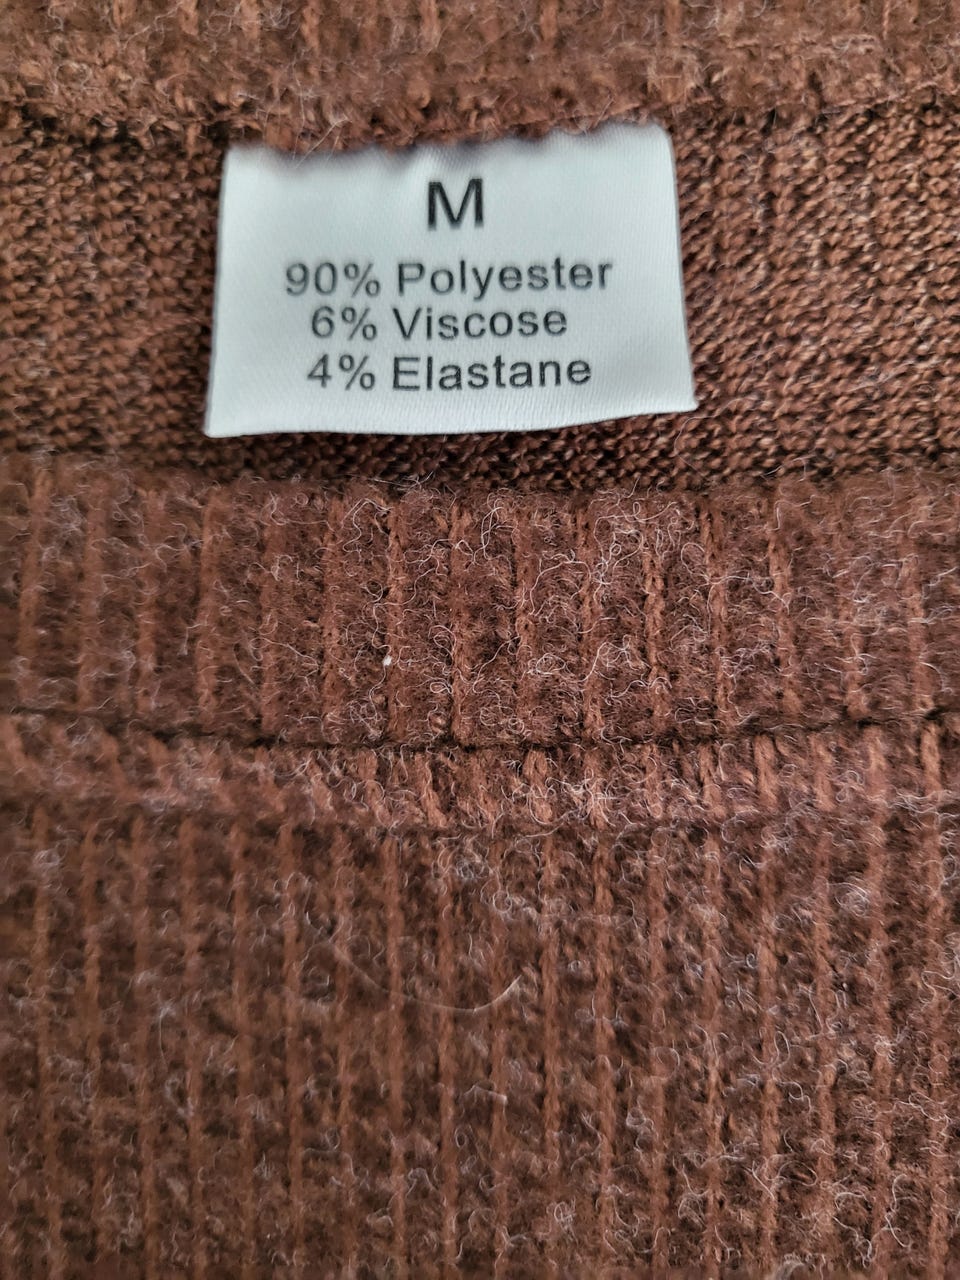 M
90% Polyester
6% Viscose
4% Elastane